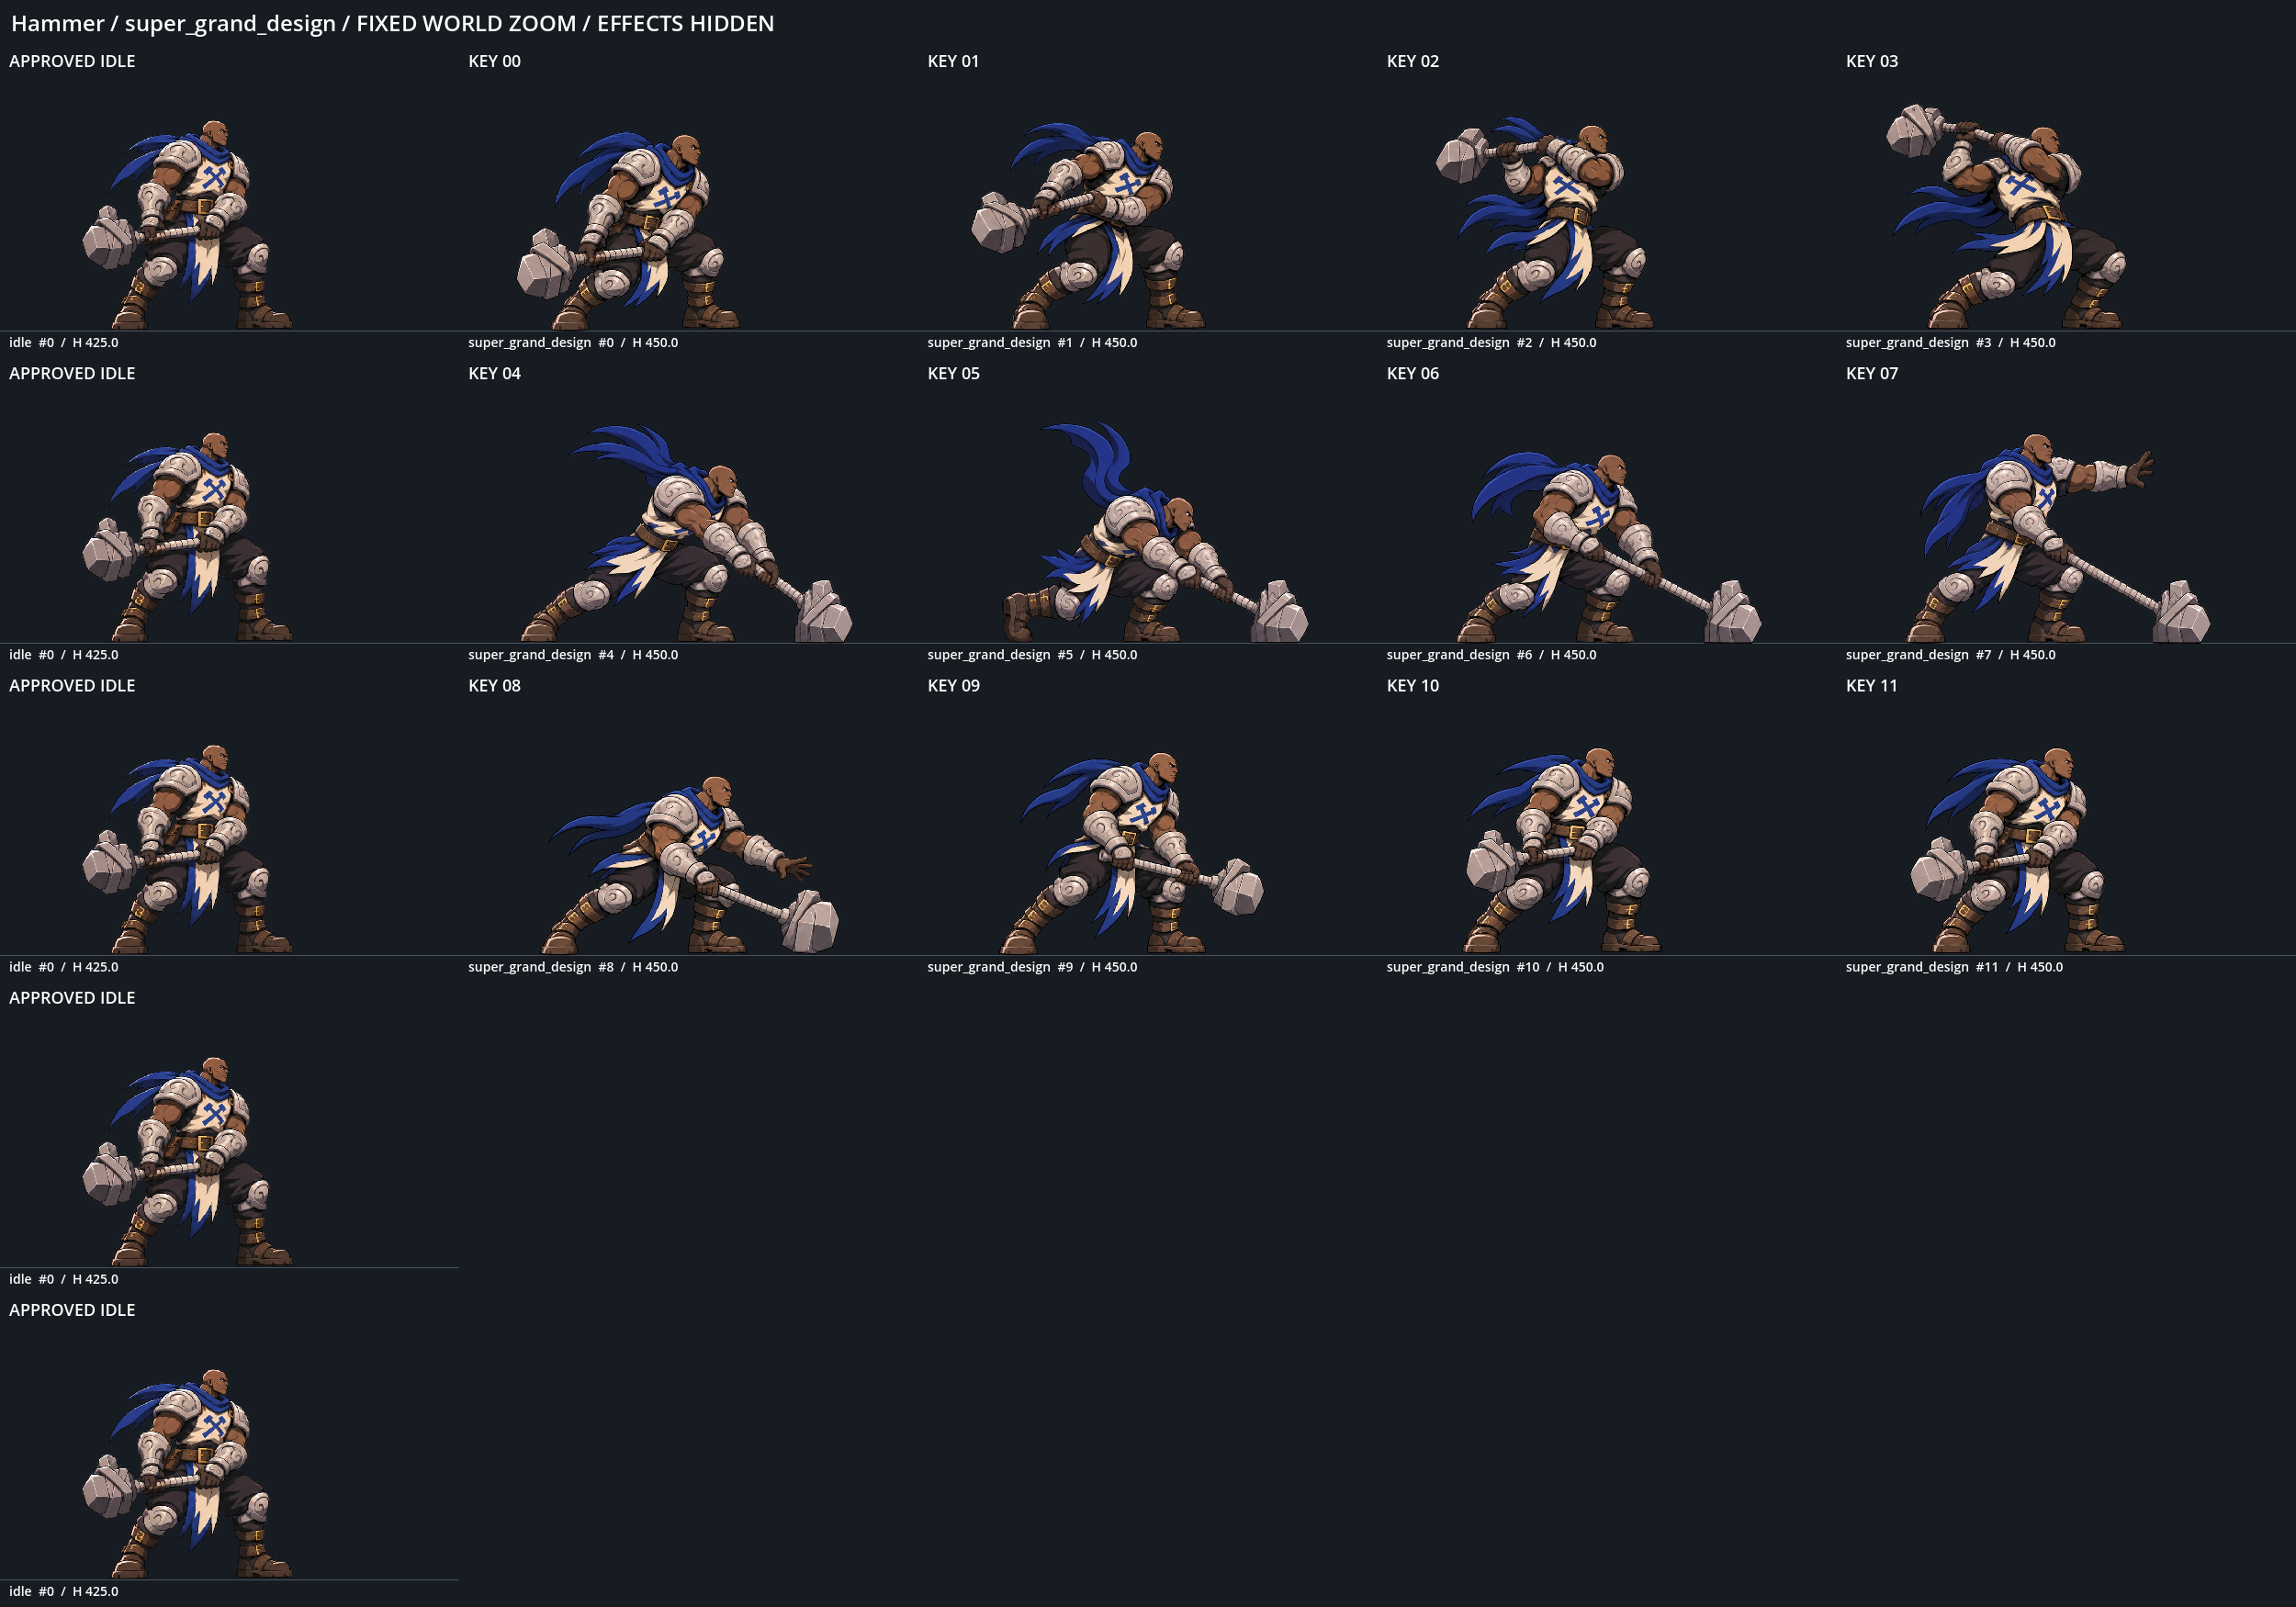 Hammer / super_grand_design / FIXED WORLD ZOOM / EFFECTS HIDDEN
APPROVED IDLE
KEY 00
KEY 01
KEY 02
KEY 03
idle #0 / H 425.0
super_grand_design #0 / H 450.0
super_grand_design #1 / H 450.0
super_grand_design #2 / H 450.0
super_grand_design #3 / H 450.0
APPROVED IDLE
KEY 04
KEY 05
KEY 06
KEY 07
idle #0 / H 425.0
super_grand_design #4 / H 450.0
super_grand_design #5 / H 450.0
super_grand_design #6 / H 450.0
super_grand_design #7 / H 450.0
APPROVED IDLE
KEY 08
KEY 09
KEY 10
KEY 11
idle #0 / H 425.0
super_grand_design #8 / H 450.0
super_grand_design #9 / H 450.0
super_grand_design #10 / H 450.0
super_grand_design #11 / H 450.0
APPROVED IDLE
idle #0 / H 425.0
APPROVED IDLE
idle #0 / H 425.0